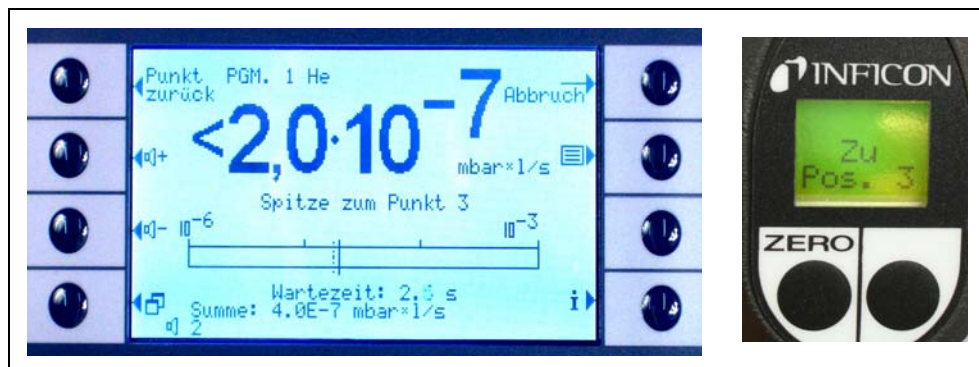 Punkt PGM. 1 He
zurück
Abbruch
<2,0·10⁻⁷
mbar×l/s
Spitze zum Punkt 3
10⁻⁶ 10⁻³
Wartezeit: 2.6 s
Summe: 4.0E-7 mbar×l/s
2
i
INFICON
Zu
Pos. 3
ZERO